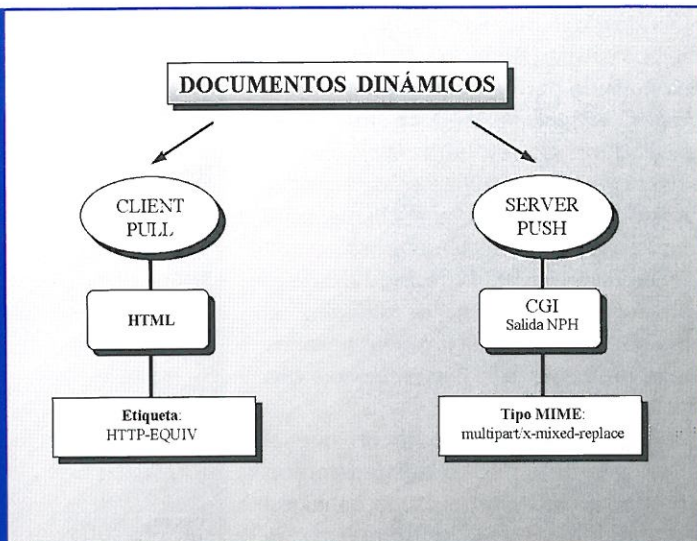 DOCUMENTOS DINÁMICOS
CLIENT
PULL
HTML
Etiqueta:
HTTP-EQUIV
SERVER
PUSH
CGI
Salida NPH
Tipo MIME:
multipart/x-mixed-replace